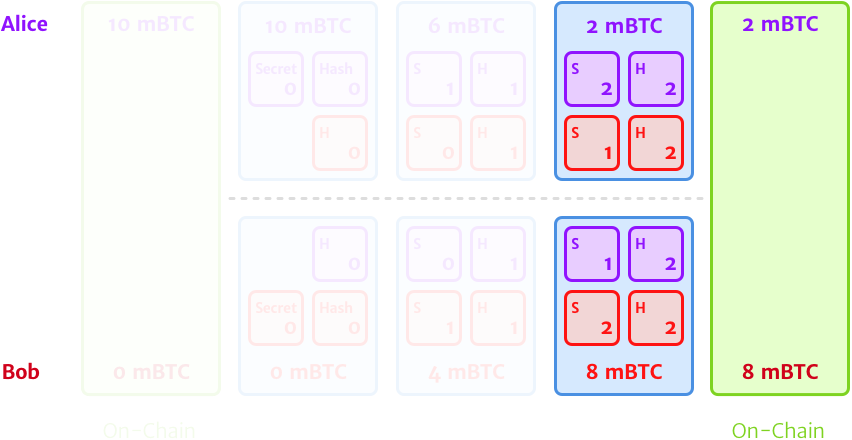 Alice 10 mBTC 10 mBTC 6 mBTC 2 mBTC 2 mBTC
Secret Hash S H S H
0 0 1 1 2 2
H S H S H
0 0 1 1 2
H S H S H
0 0 1 1 2
Secret Hash S H S H
0 0 1 1 2 2
Bob 0 mBTC 0 mBTC 4 mBTC 8 mBTC 8 mBTC
On-Chain On-Chain